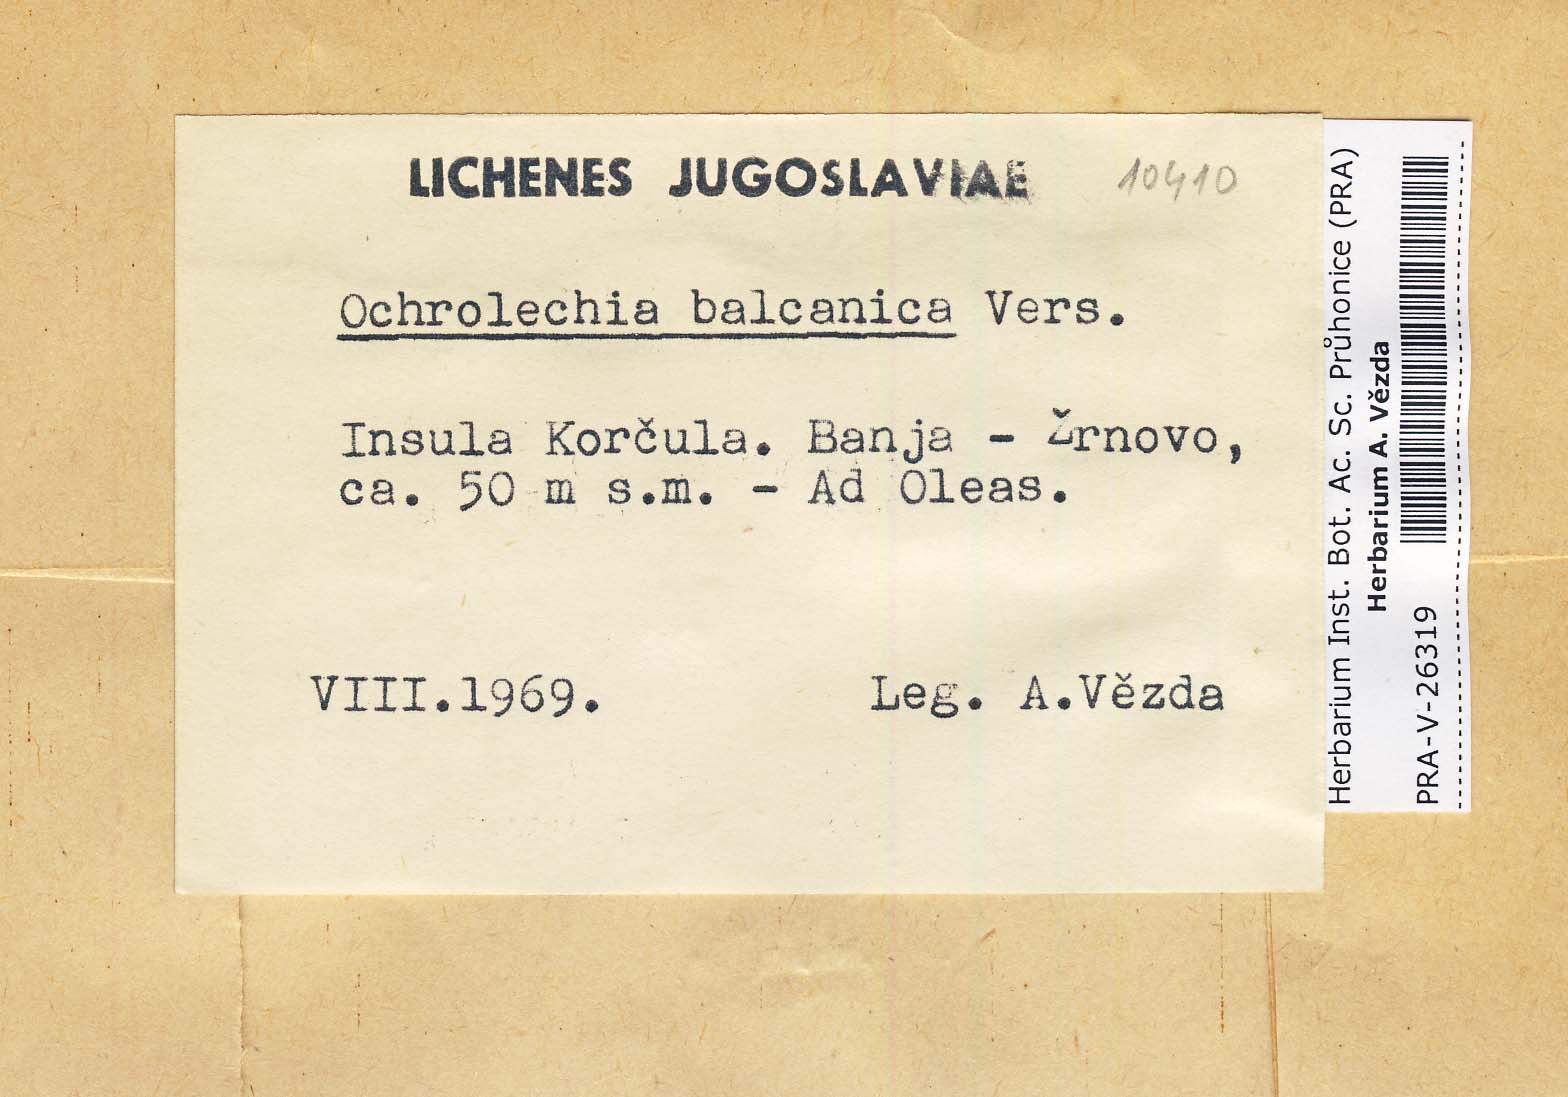 LICHENES JUGOSLAVIAE
10410
Ochrolechia balcanica Vers.
Insula Korčula. Banja - Žrnovo,
ca. 50 m s.m. - Ad Oleas.
VIII.1969.
Leg. A.Vězda
Herbarium Inst. Bot. Ac. Sc. Průhonice (PRA)
Herbarium A. Vězda
PRA-V-26319